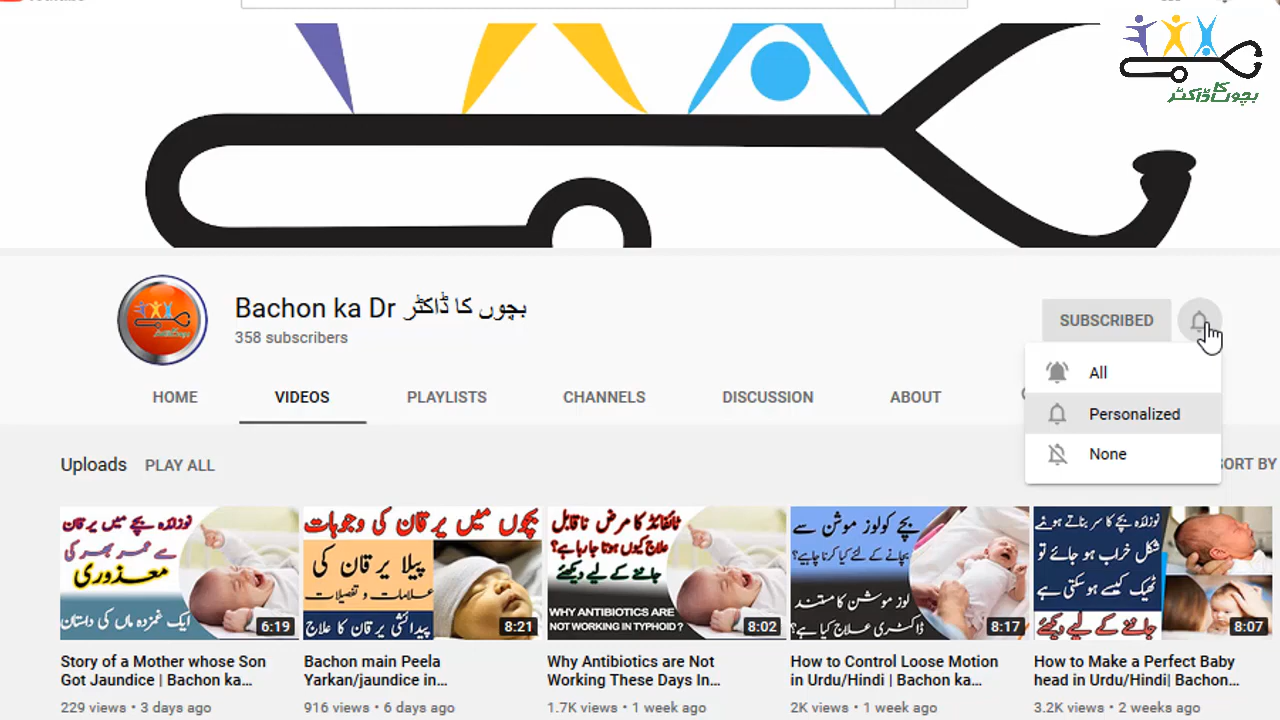 بچوں کا ڈاکٹر
Bachon ka Dr بچوں کا ڈاکٹر
358 subscribers
SUBSCRIBED
All
Personalized
None
HOME
VIDEOS
PLAYLISTS
CHANNELS
DISCUSSION
ABOUT
Uploads
PLAY ALL
SORT BY
نوزائدہ بچے میں یرقان
سے عمر بھر کی
معذوری
ایک غمزدہ ماں کی داستان
6:19
Story of a Mother whose Son
Got Jaundice | Bachon ka...
229 views • 3 days ago
بچوں میں یرقان کی وجوہات
پیلا یرقان کی
علامات و تفصیلات
پیدائشی یرقان کا علاج
8:21
Bachon main Peela
Yarkan/jaundice in...
916 views • 6 days ago
ٹائفائڈ کا مرض ناقابل
علاج کیوں ہوتا جا رہا ہے؟
جاننے کے لیے دیکھئے
WHY ANTIBIOTICS ARE
NOT WORKING IN TYPHOID ?
8:02
Why Antibiotics are Not
Working These Days In...
1.7K views • 1 week ago
بچے کو لوز موشن سے
بچانے کے لئے کیا کرنا چاہیے؟
لوز موشن کا مستند
ڈاکٹری علاج کیا ہے؟
8:17
How to Control Loose Motion
in Urdu/Hindi | Bachon ka...
2K views • 1 week ago
نوزائدہ بچے کا سر بناتے ہوئے
شکل خراب ہو جائے تو
ٹھیک کیسے ہو سکتی ہے
جاننے کے لیے دیکھئے
8:07
How to Make a Perfect Baby
head in Urdu/Hindi| Bachon...
3.2K views • 2 weeks ago